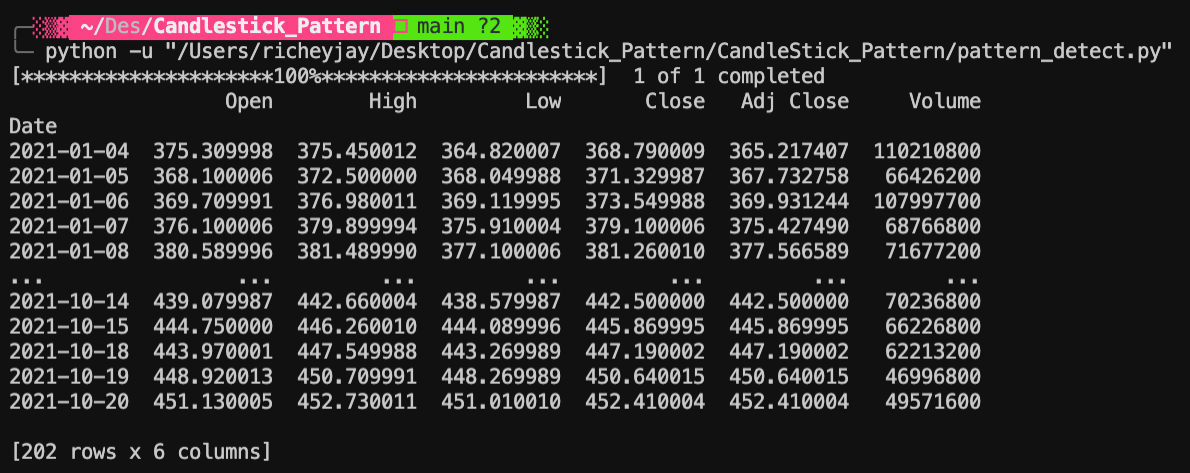 ~/Des/Candlestick_Pattern main ?2
python -u "/Users/richeyjay/Desktop/Candlestick_Pattern/CandleStick_Pattern/pattern_detect.py"
[*********************100%***********************] 1 of 1 completed
Open High Low Close Adj Close Volume
Date
2021-01-04 375.309998 375.450012 364.820007 368.790009 365.217407 110210800
2021-01-05 368.100006 372.500000 368.049988 371.329987 367.732758 66426200
2021-01-06 369.709991 376.980011 369.119995 373.549988 369.931244 107997700
2021-01-07 376.100006 379.899994 375.910004 379.100006 375.427490 68766800
2021-01-08 380.589996 381.489990 377.100006 381.260010 377.566589 71677200
... ... ... ... ... ... ...
2021-10-14 439.079987 442.660004 438.579987 442.500000 442.500000 70236800
2021-10-15 444.750000 446.260010 444.089996 445.869995 445.869995 66226800
2021-10-18 443.970001 447.549988 443.269989 447.190002 447.190002 62213200
2021-10-19 448.920013 450.709991 448.269989 450.640015 450.640015 46996800
2021-10-20 451.130005 452.730011 451.010010 452.410004 452.410004 49571600
[202 rows x 6 columns]